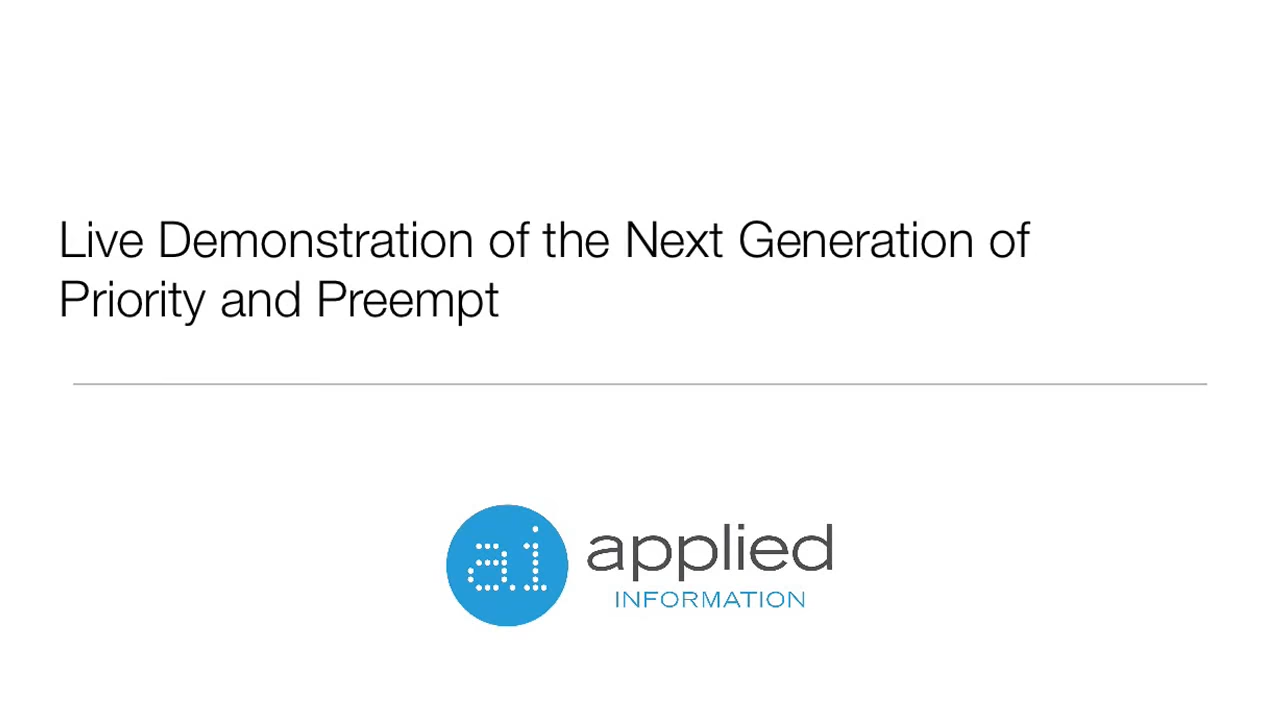 Live Demonstration of the Next Generation of
Priority and Preempt
ai applied
INFORMATION